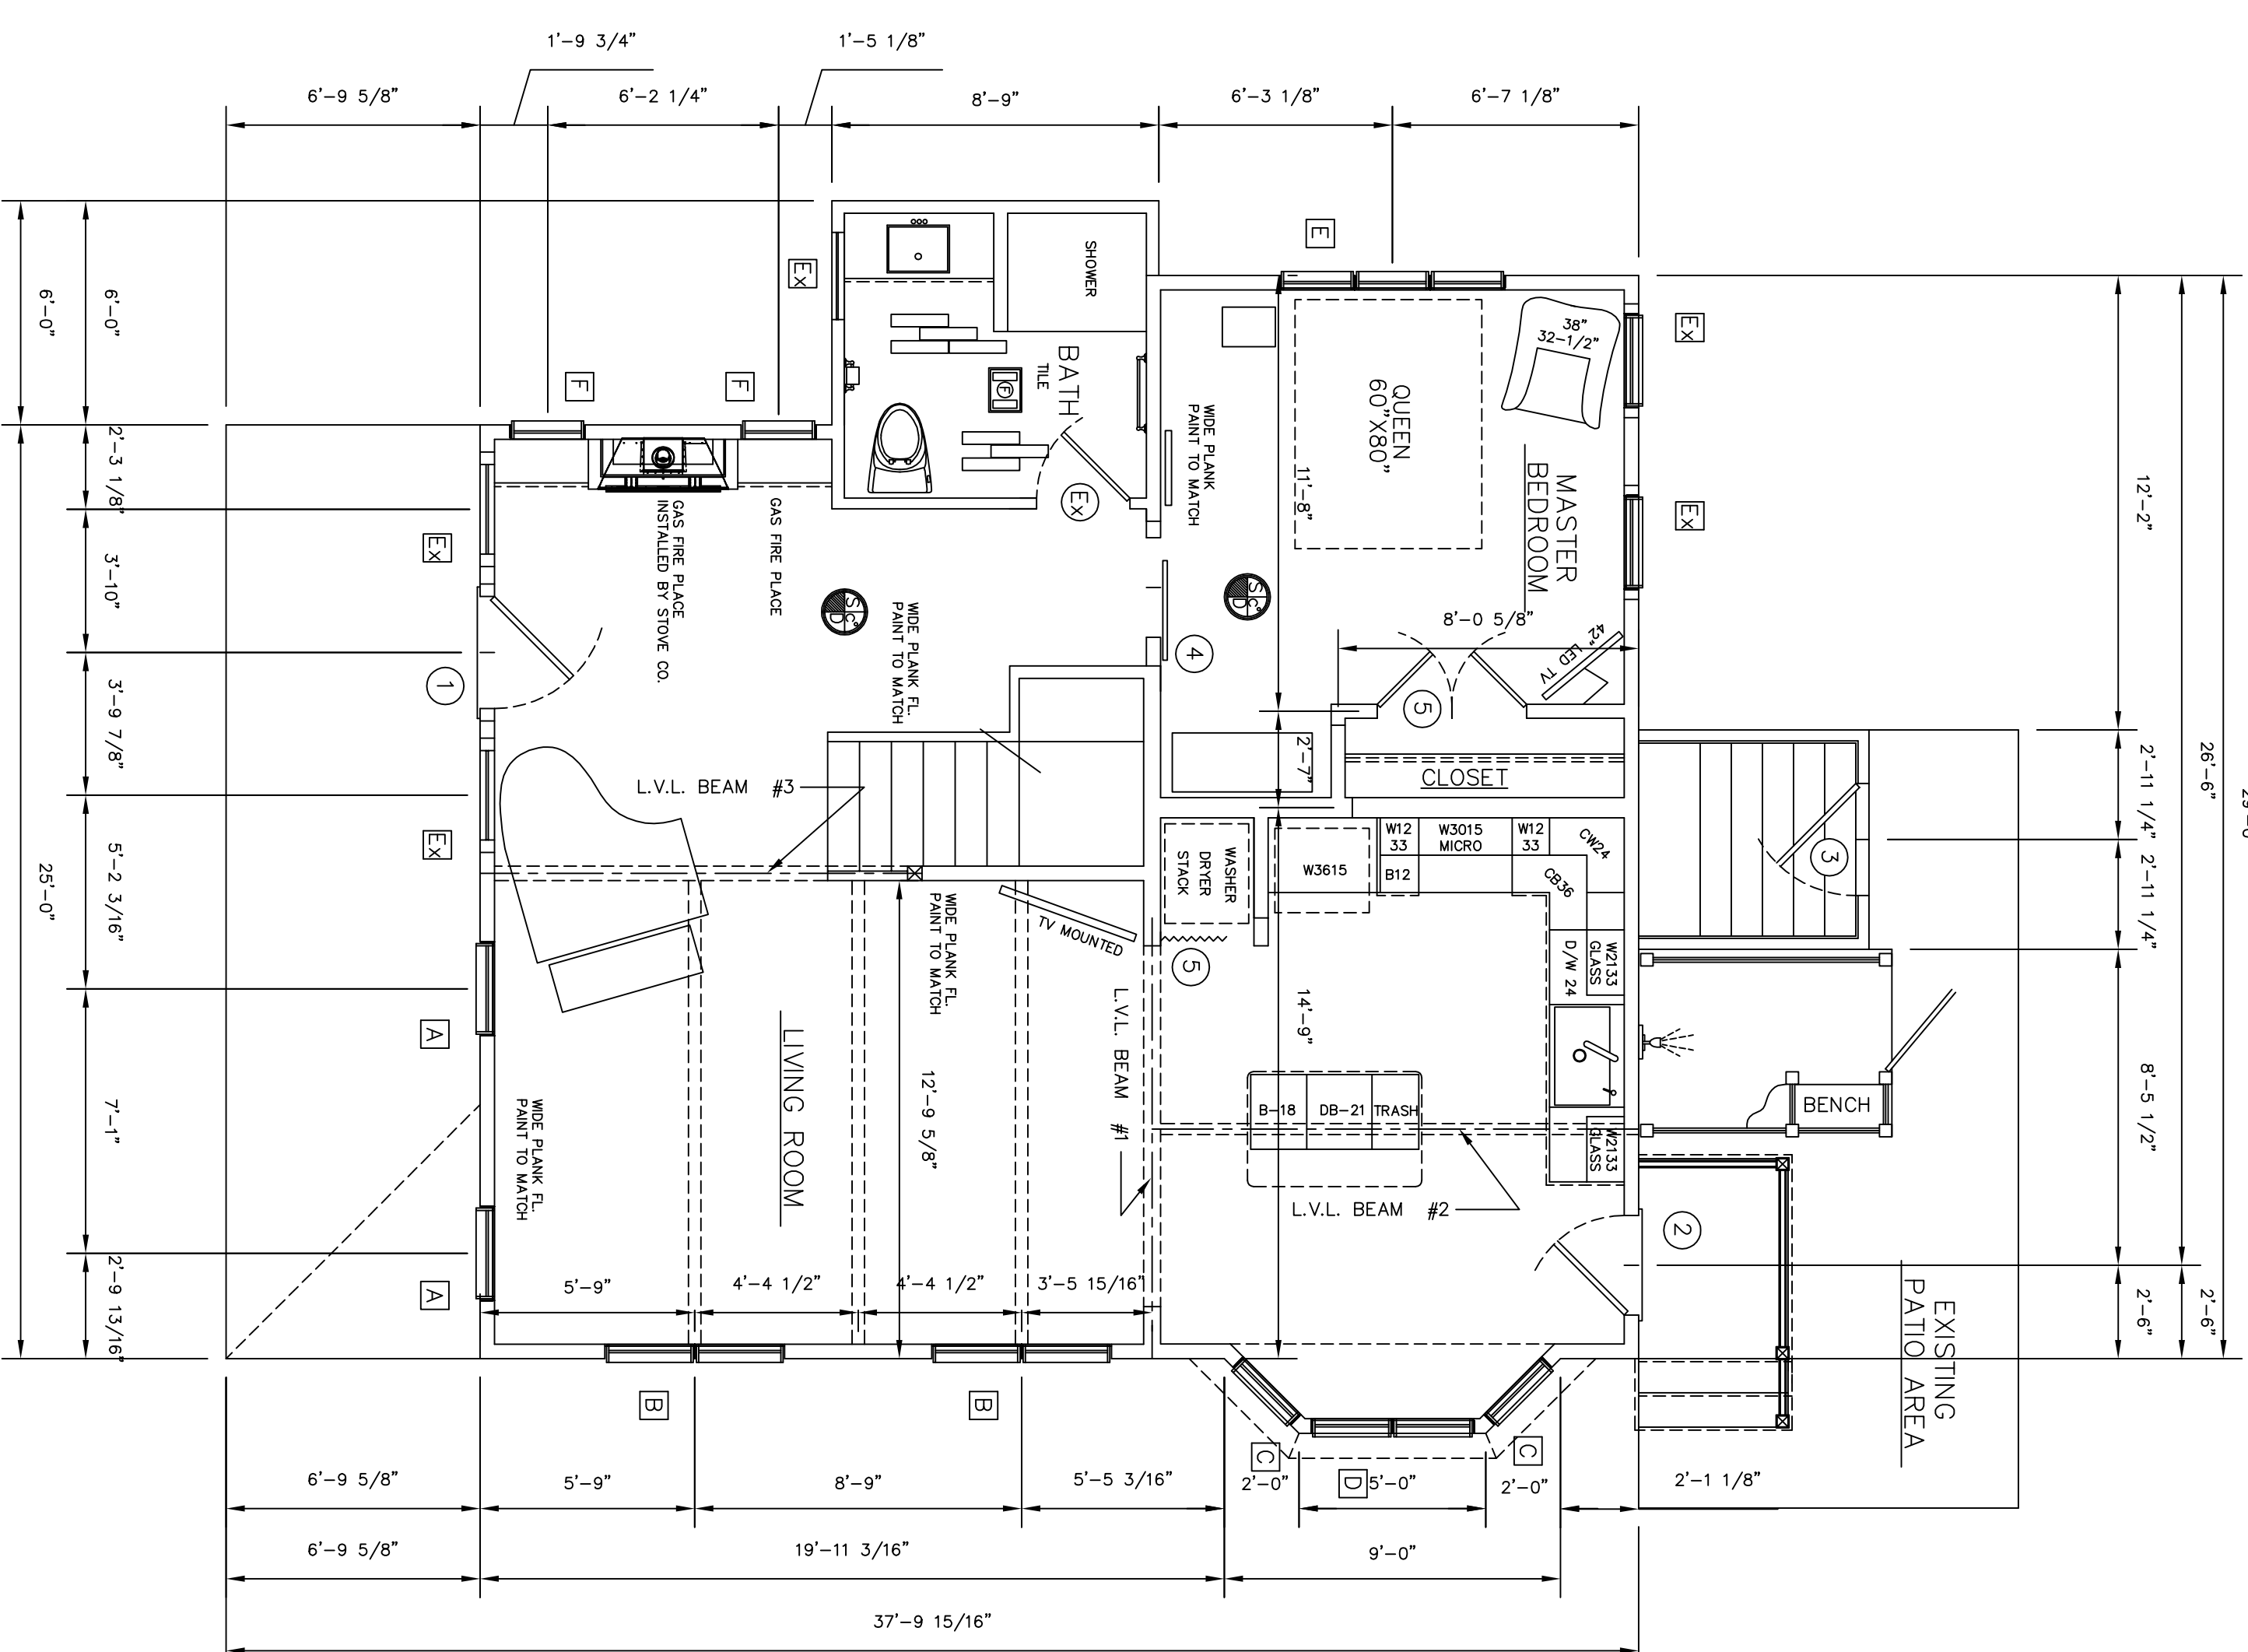 1'-9 3/4"
1'-5 1/8"
6'-9 5/8"
6'-2 1/4"
8'-9"
6'-3 1/8"
6'-7 1/8"
6'-0"
6'-0"
2'-3 1/8"
3'-10"
3'-9 7/8"
5'-2 3/16"
25'-0"
7'-1"
2'-9 13/16"
E
Ex
F
F
Ex
Ex
A
A
1
SHOWER
BATH
TILE
F
Ex
GAS FIRE PLACE
INSTALLED BY STOVE CO.
GAS FIRE PLACE
S C° D
WIDE PLANK FL.
PAINT TO MATCH
WIDE PLANK
PAINT TO MATCH
QUEEN
60"X80"
38"
32-1/2"
MASTER
BEDROOM
11'-8"
S C° D
8'-0 5/8"
42" LED TV
4
5
2'-7"
CLOSET
Ex
Ex
12'-2"
2'-11 1/4"
2'-11 1/4"
26'-6"
8'-5 1/2"
2'-6"
2'-6"
3
L.V.L. BEAM #3
WASHER
DRYER
STACK
W3615
W12
33
W3015
MICRO
W12
33
CW24
B12
CB36
W2133
GLASS
D/W 24
5
14'-9"
B-18
DB-21
TRASH
W2133
GLASS
L.V.L. BEAM #2
L.V.L. BEAM #1
BENCH
2
EXISTING
PATIO AREA
TV MOUNTED
WIDE PLANK FL.
PAINT TO MATCH
LIVING ROOM
12'-9 5/8"
WIDE PLANK FL.
PAINT TO MATCH
5'-9"
4'-4 1/2"
4'-4 1/2"
3'-5 15/16"
B
B
C
C
D
6'-9 5/8"
5'-9"
8'-9"
5'-5 3/16"
2'-0"
5'-0"
2'-0"
2'-1 1/8"
6'-9 5/8"
19'-11 3/16"
9'-0"
37'-9 15/16"